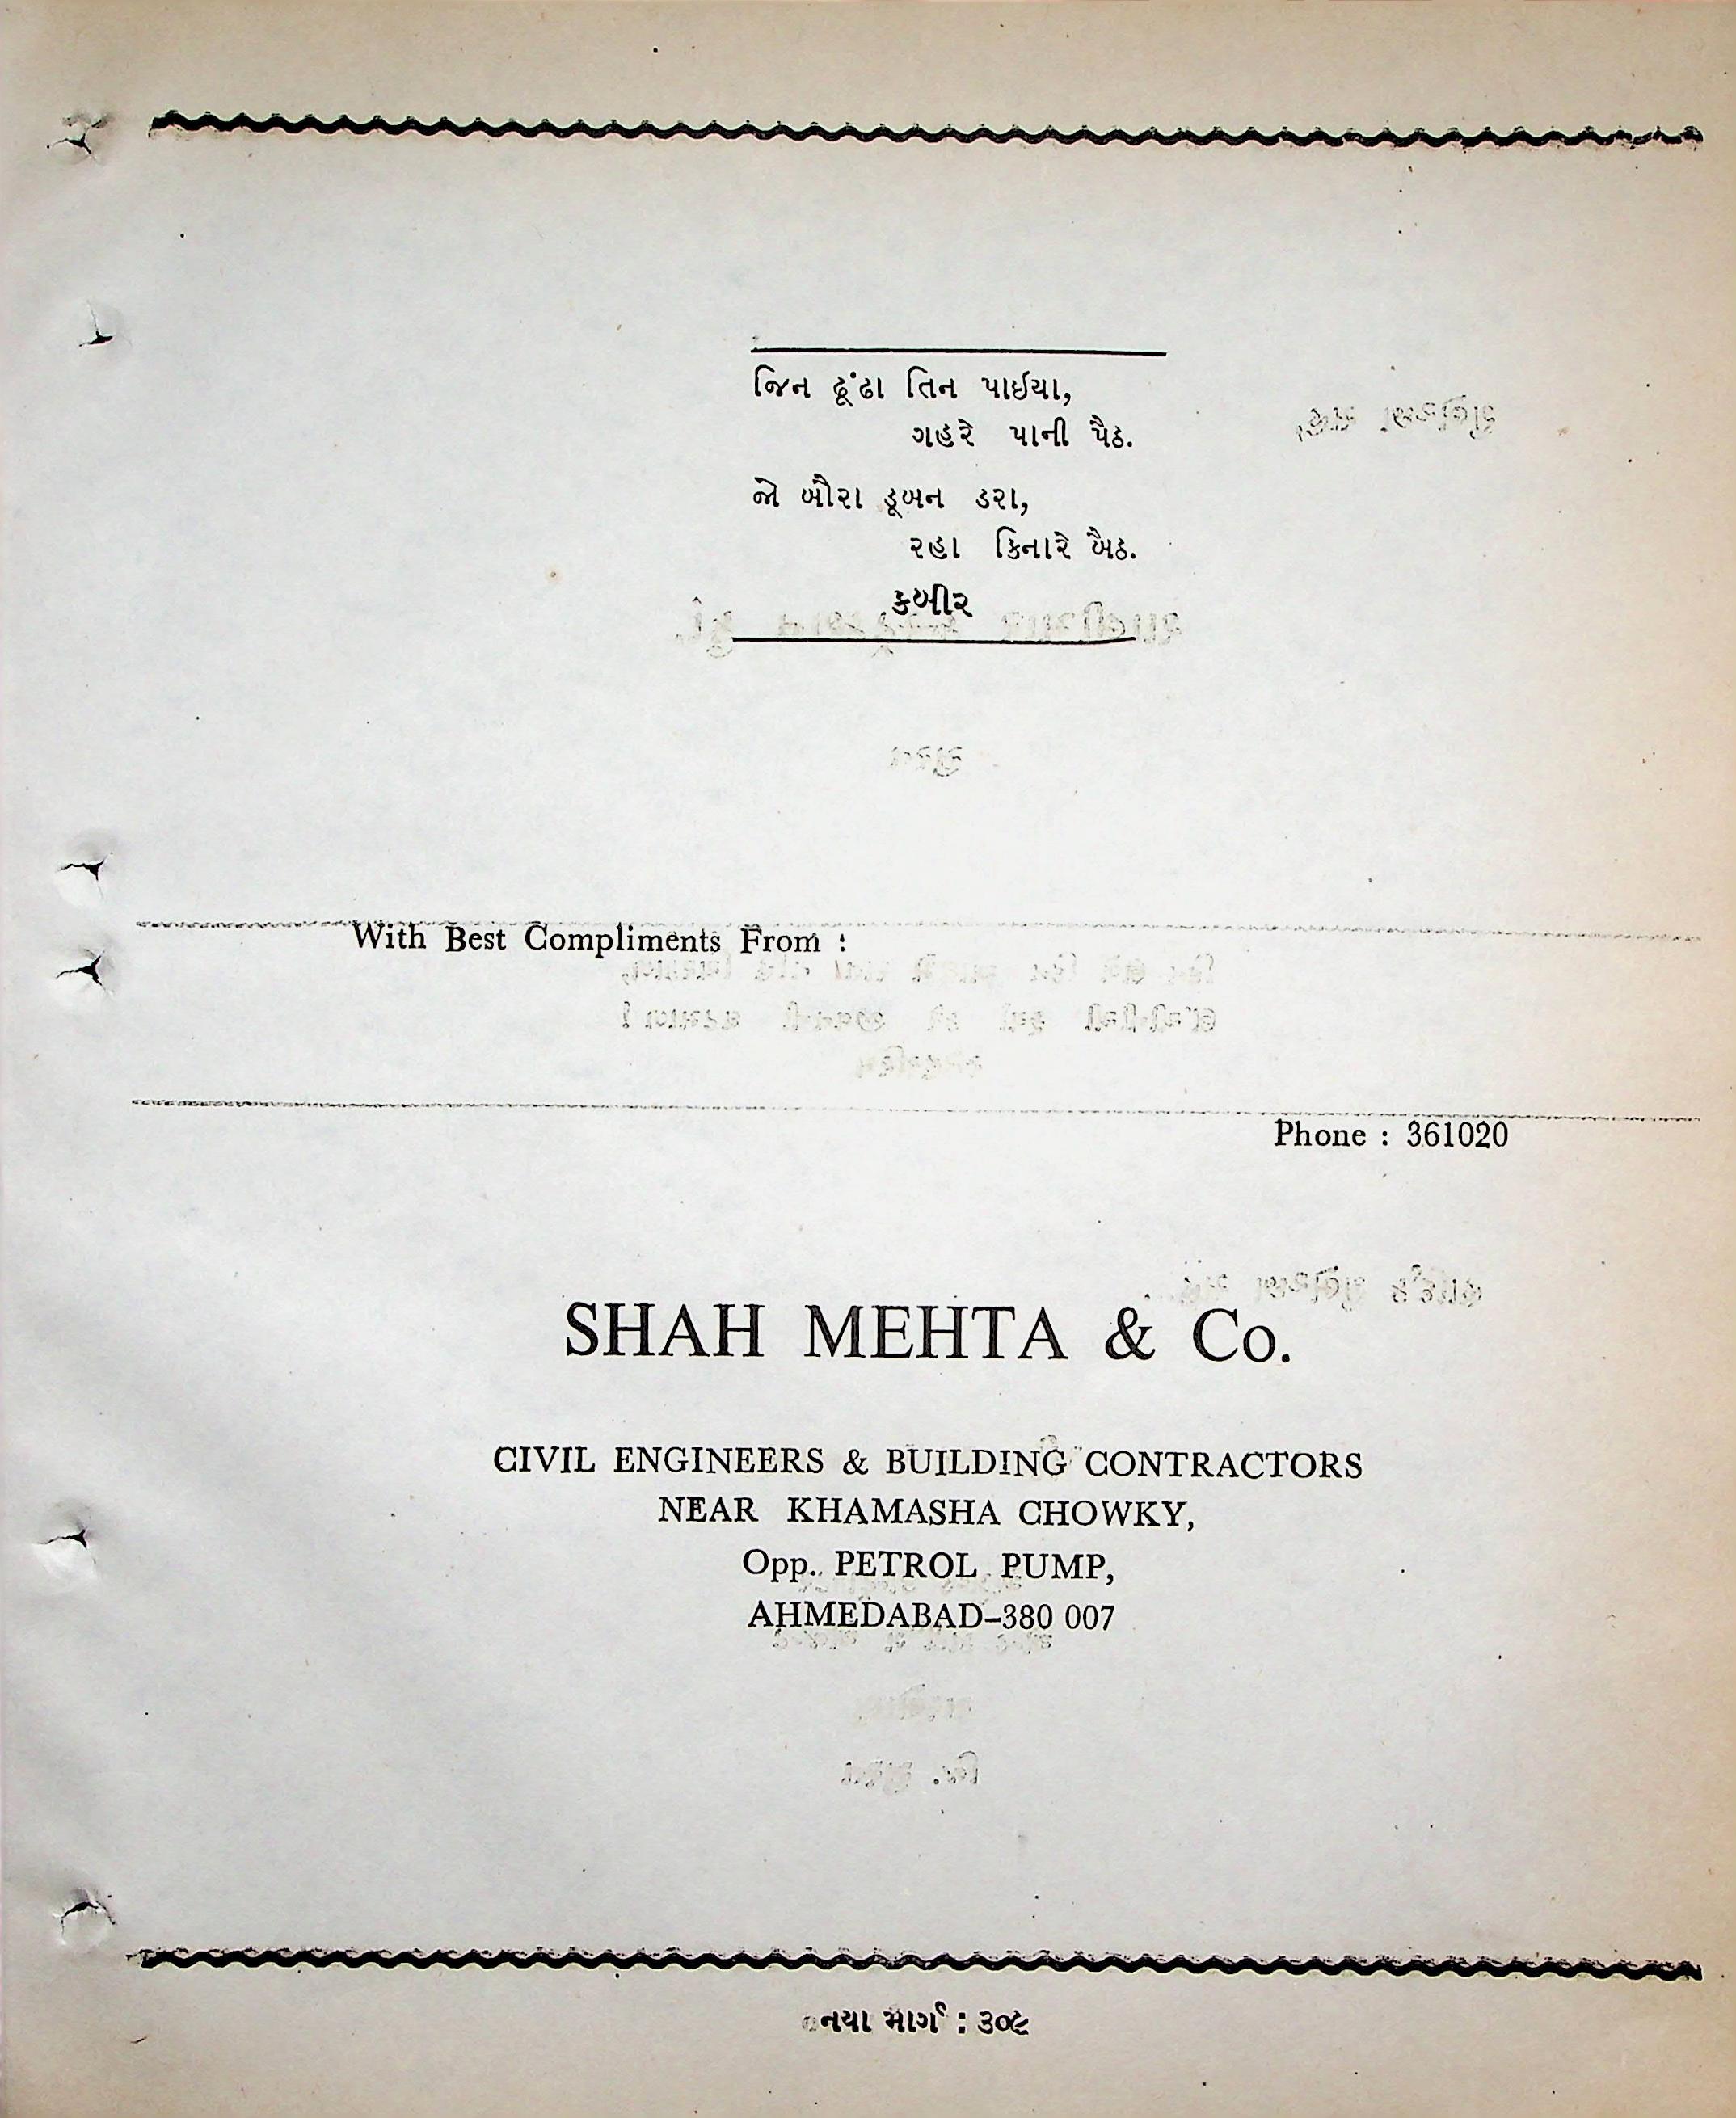 જિન ઢૂંઢા તિન પાઈયા,
ગહરે પાની પૈઠ.
જો બૌરા ડૂબન ડરા,
રહા કિનારે બૈઠ.
કબીર
With Best Compliments From :
Phone : 361020
SHAH MEHTA & Co.
CIVIL ENGINEERS & BUILDING CONTRACTORS
NEAR KHAMASHA CHOWKY,
Opp. PETROL PUMP,
AHMEDABAD–380 007
નયા માર્ગ : ૩૦૯